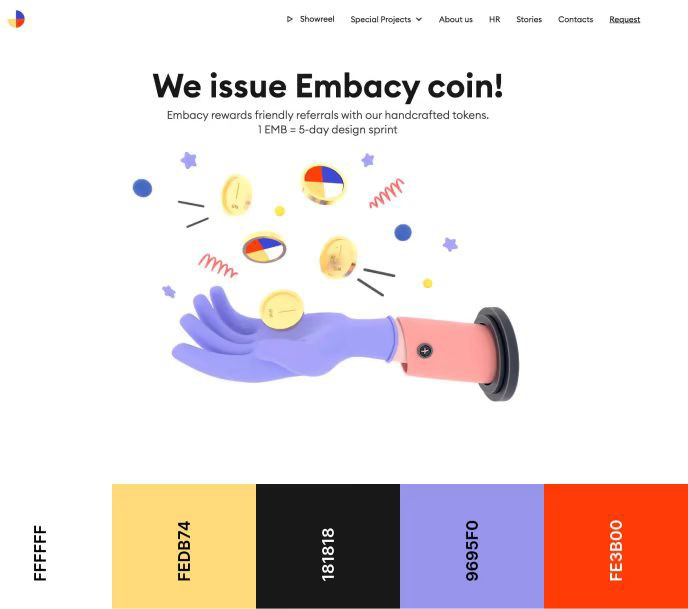 Showreel
Special Projects
About us
HR
Stories
Contacts
Request
We issue Embacy coin!
Embacy rewards friendly referrals with our handcrafted tokens.
1 EMB = 5-day design sprint
FFFFFF
FEDB74
181818
9695F0
FE3B00